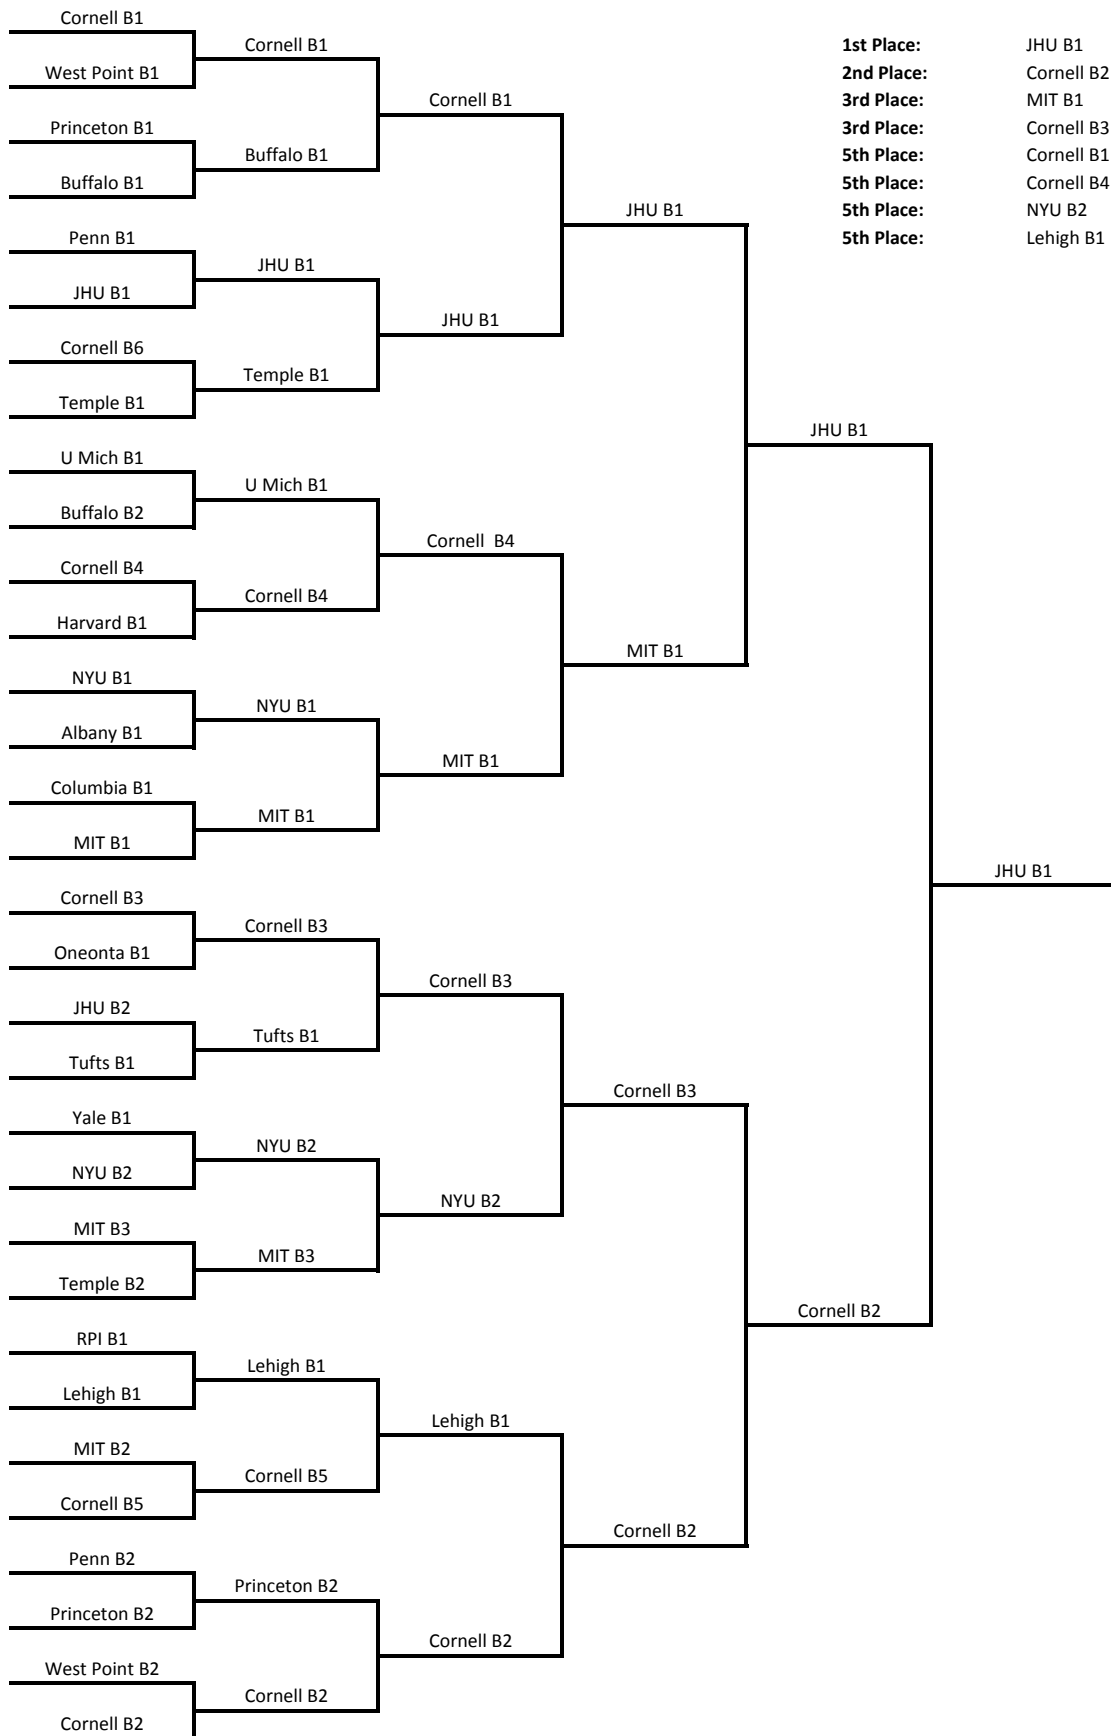 Cornell B1
West Point B1
Princeton B1
Buffalo B1
Penn B1
JHU B1
Cornell B6
Temple B1
U Mich B1
Buffalo B2
Cornell B4
Harvard B1
NYU B1
Albany B1
Columbia B1
MIT B1
Cornell B3
Oneonta B1
JHU B2
Tufts B1
Yale B1
NYU B2
MIT B3
Temple B2
RPI B1
Lehigh B1
MIT B2
Cornell B5
Penn B2
Princeton B2
West Point B2
Cornell B2
Cornell B1
Buffalo B1
JHU B1
Temple B1
U Mich B1
Cornell B4
NYU B1
MIT B1
Cornell B3
Tufts B1
NYU B2
MIT B3
Lehigh B1
Cornell B5
Princeton B2
Cornell B2
Cornell B1
JHU B1
Cornell  B4
MIT B1
Cornell B3
NYU B2
Lehigh B1
Cornell B2
JHU B1
MIT B1
Cornell B3
Cornell B2
JHU B1
Cornell B2
JHU B1
1st Place: JHU B1
2nd Place: Cornell B2
3rd Place: MIT B1
3rd Place: Cornell B3
5th Place: Cornell B1
5th Place: Cornell B4
5th Place: NYU B2
5th Place: Lehigh B1